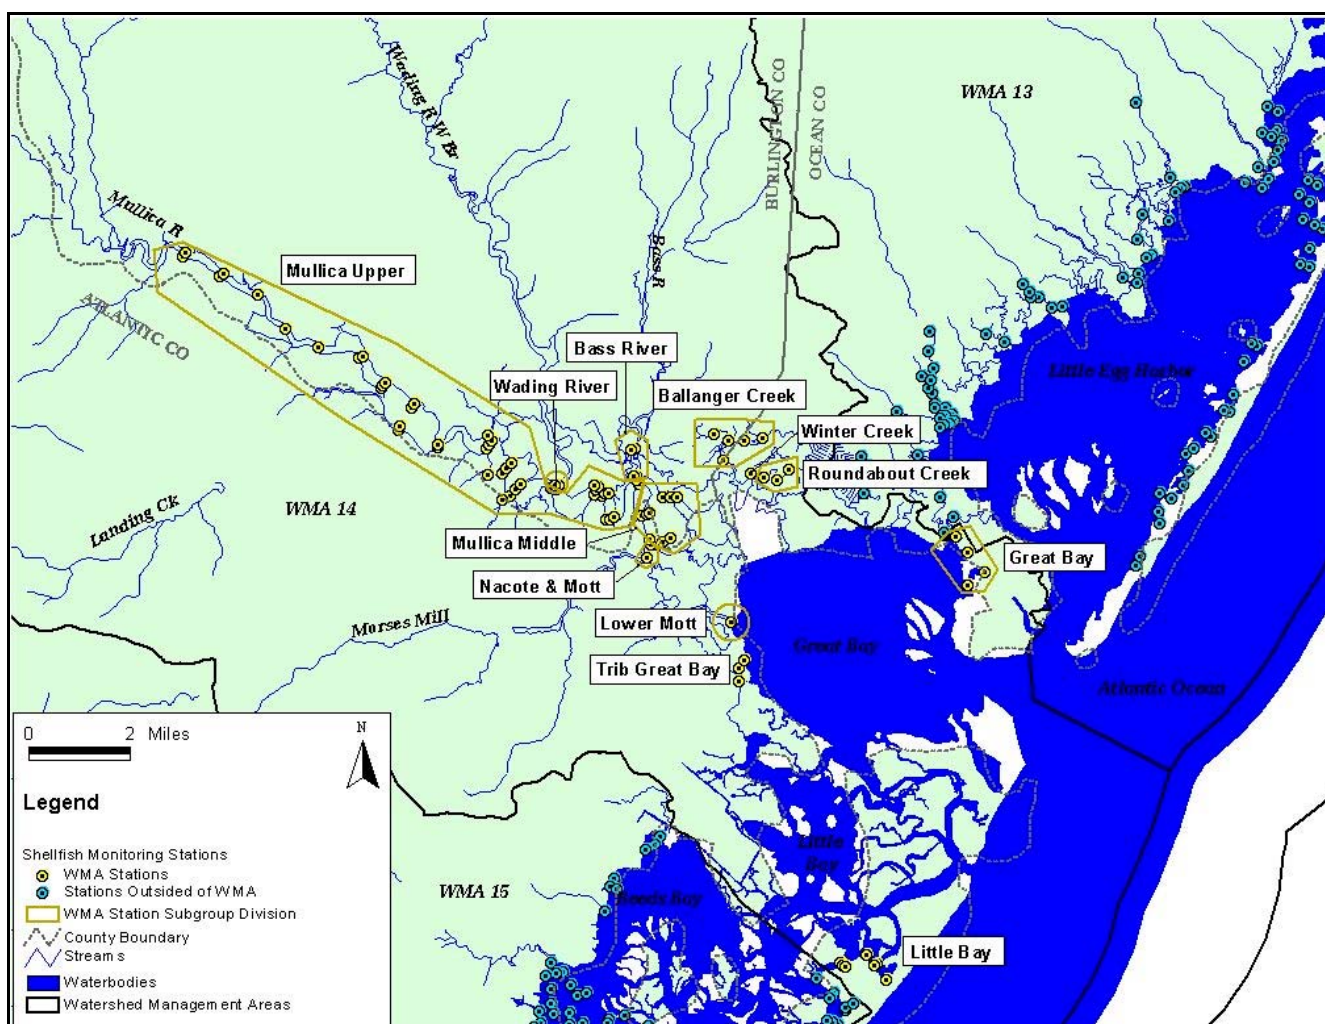 WMA 13
Wading R W Br
BURLINGTON CO
OCEAN CO
Mullica R
Mullica Upper
Bass R
ATLANTIC CO
Bass River
Wading River
Ballanger Creek
Little Egg Harbor
Winter Creek
Roundabout Creek
WMA 14
Landing Ck
Mullica Middle
Great Bay
Nacote & Mott
Morses Mill
Lower Mott
Great Bay
Trib Great Bay
Atlantic Ocean
0 2 Miles
N
Legend
Shellfish Monitoring Stations
WMA Stations
Stations Outsided of WMA
WMA Station Subgroup Division
County Boundary
Streams
Waterbodies
Watershed Management Areas
Little
Bay
WMA 15
Reeds Bay
Little Bay